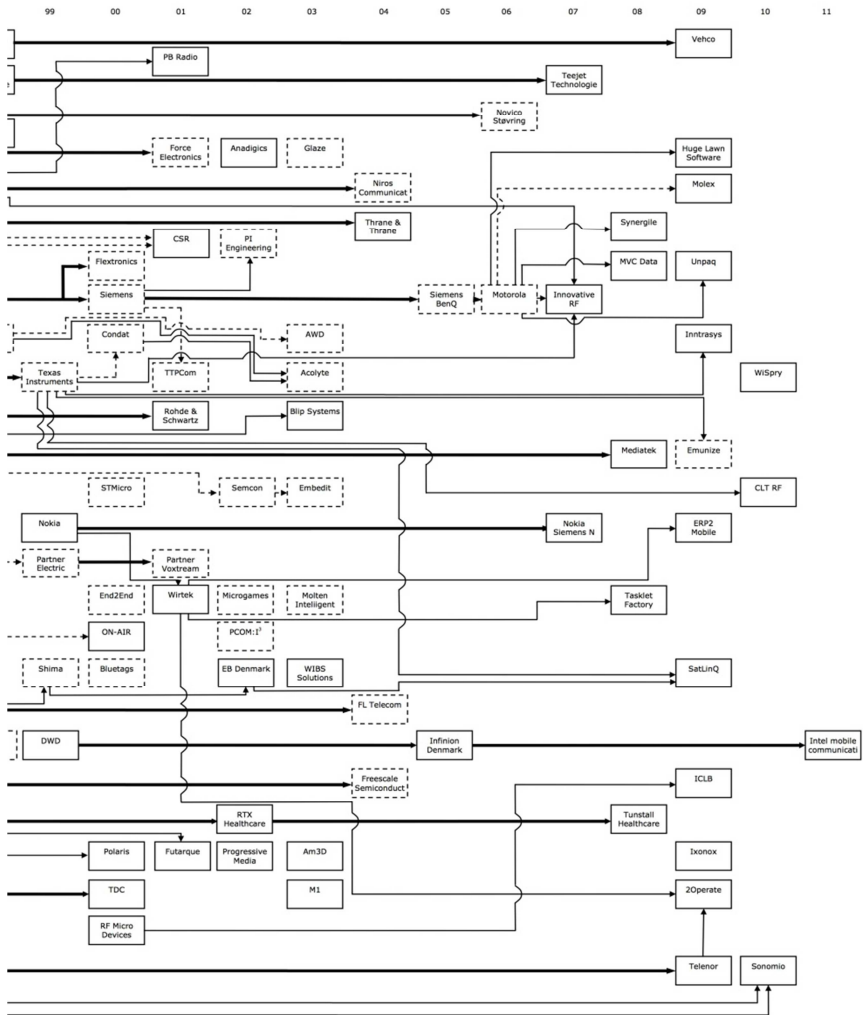 99 00 01 02 03 04 05 06 07 08 09 10 11
Vehco
PB Radio
Teejet
Technologie
e
Novico
Støvring
Force
Electronics
Anadigics
Glaze
Huge Lawn
Software
Niros
Communicat
Molex
Thrane &
Thrane
Synergile
CSR
PI
Engineering
Flextronics
MVC Data
Unpaq
Siemens
Siemens
BenQ
Motorola
Innovative
RF
Condat
AWD
Inntrasys
Texas
Instruments
TTPCom
Acolyte
WiSpry
Rohde &
Schwartz
Blip Systems
Mediatek
Emunize
STMicro
Semcon
Embedit
CLT RF
Nokia
Nokia
Siemens N
ERP2
Mobile
Partner
Electric
Partner
Voxtream
End2End
Wirtek
Microgames
Molten
Intelligent
Tasklet
Factory
ON-AIR
PCOM:I³
Shima
Bluetags
EB Denmark
WIBS
Solutions
SatLinQ
FL Telecom
DWD
Infinion
Denmark
Intel mobile
communicati
Freescale
Semiconduct
ICLB
RTX
Healthcare
Tunstall
Healthcare
Polaris
Futarque
Progressive
Media
Am3D
Ixonox
TDC
M1
2Operate
RF Micro
Devices
Telenor
Sonomio